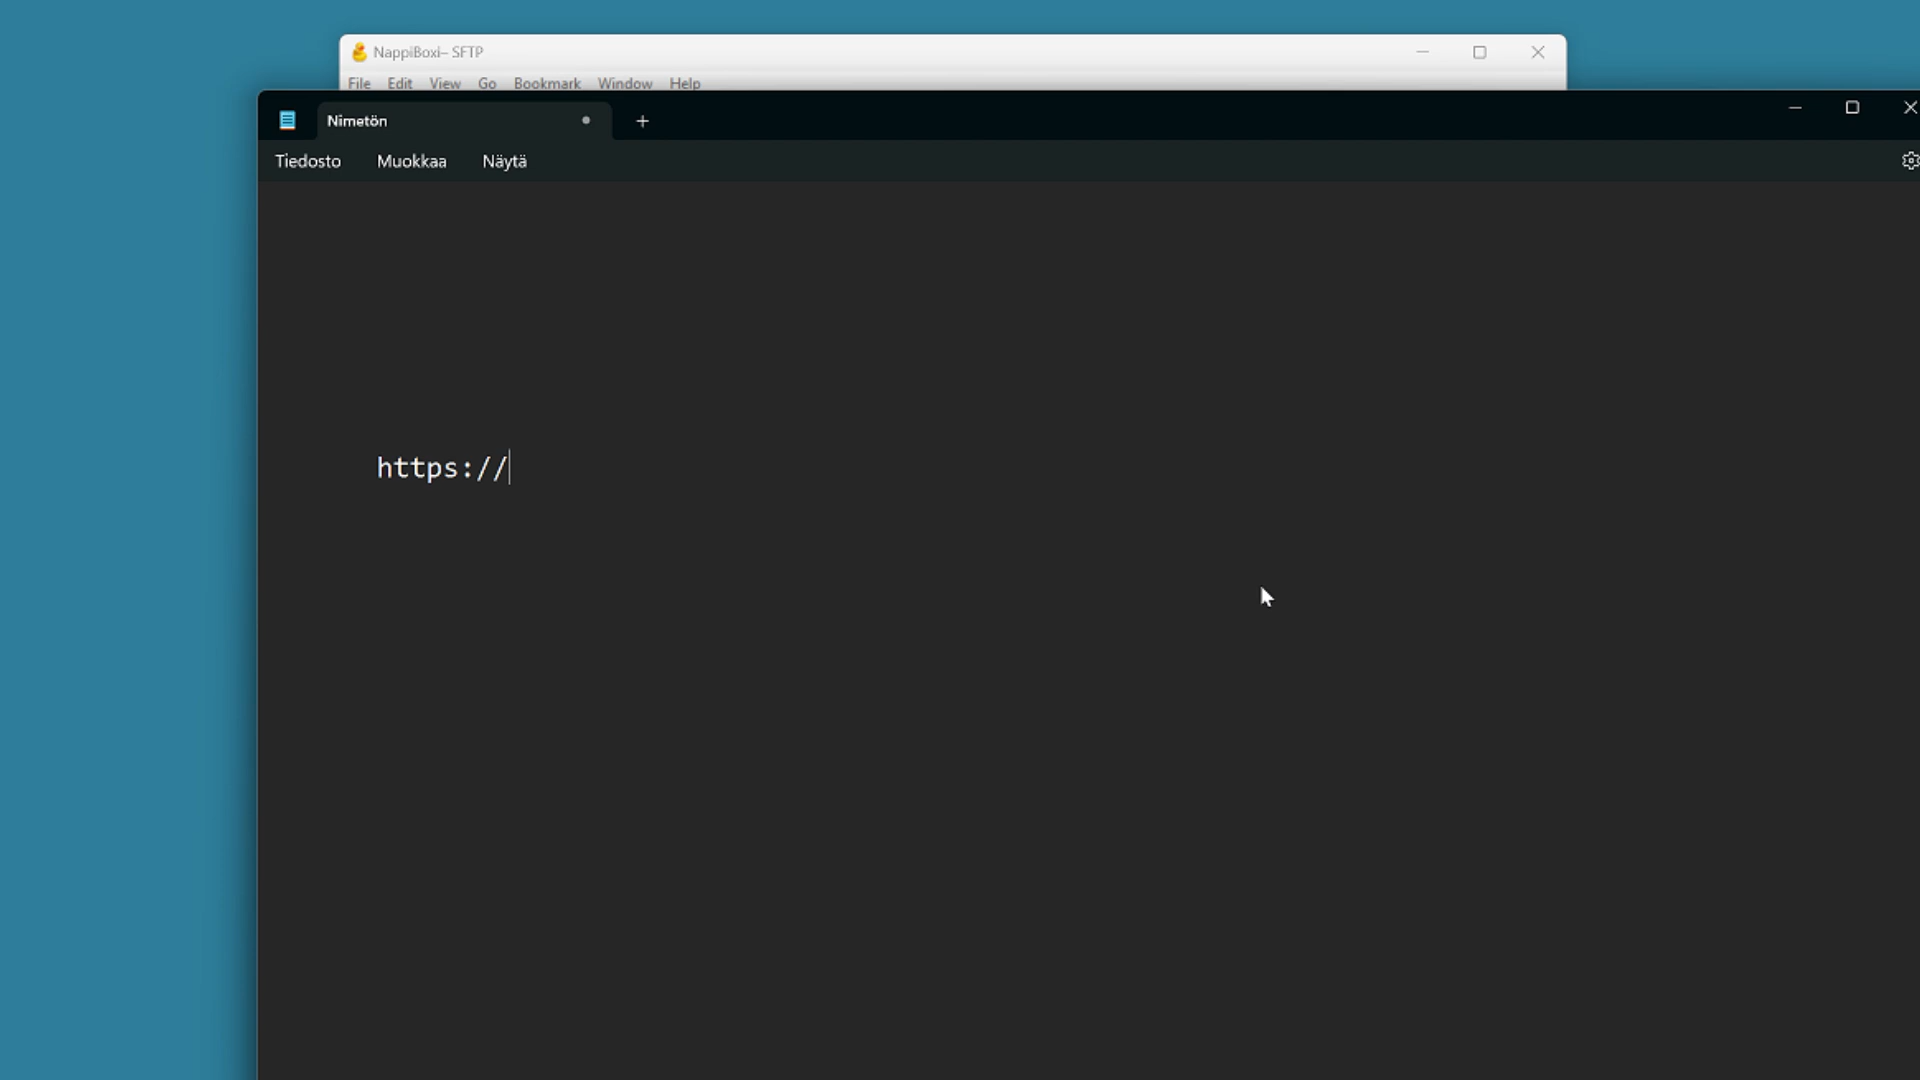 NappiBoxi– SFTP
File Edit View Go Bookmark Window Help
Nimetön
Tiedosto Muokkaa Näytä
https://